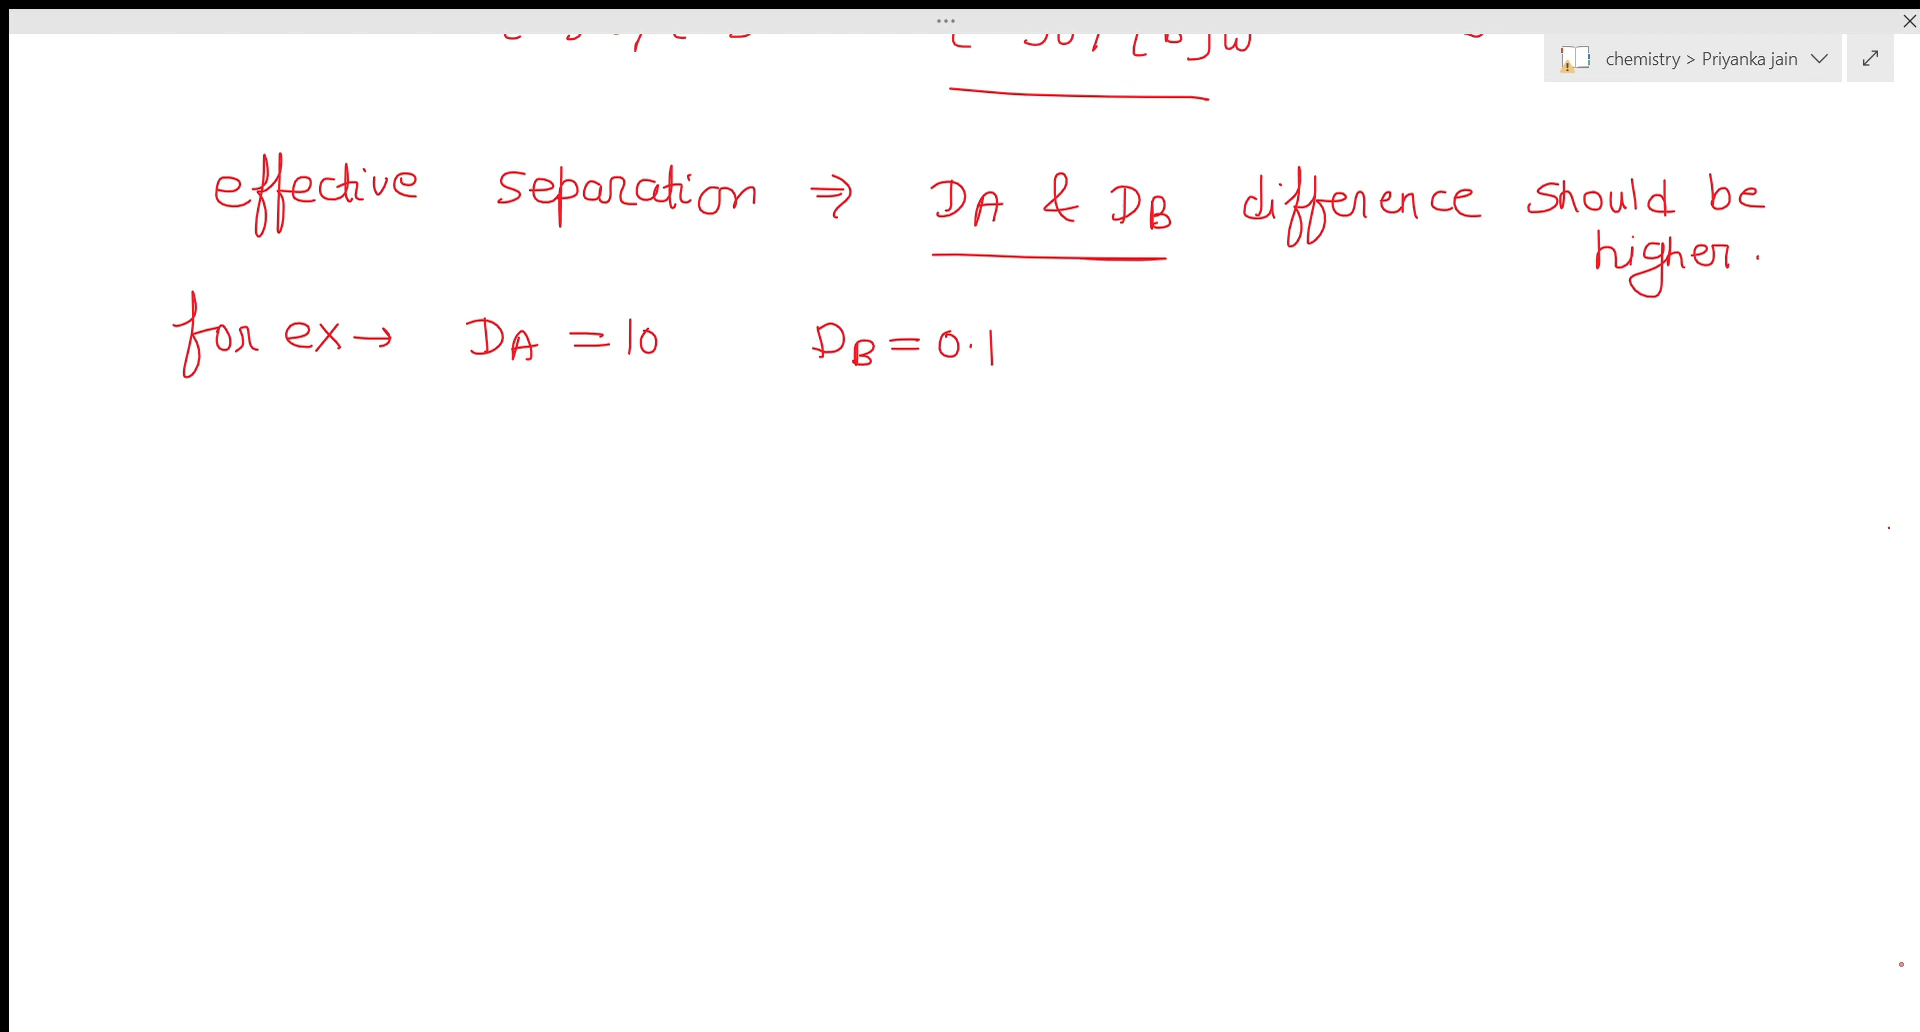 chemistry > Priyanka jain
effective separation ⇒ DA & DB difference should be
higher.
for ex → DA = 10 DB = 0.1